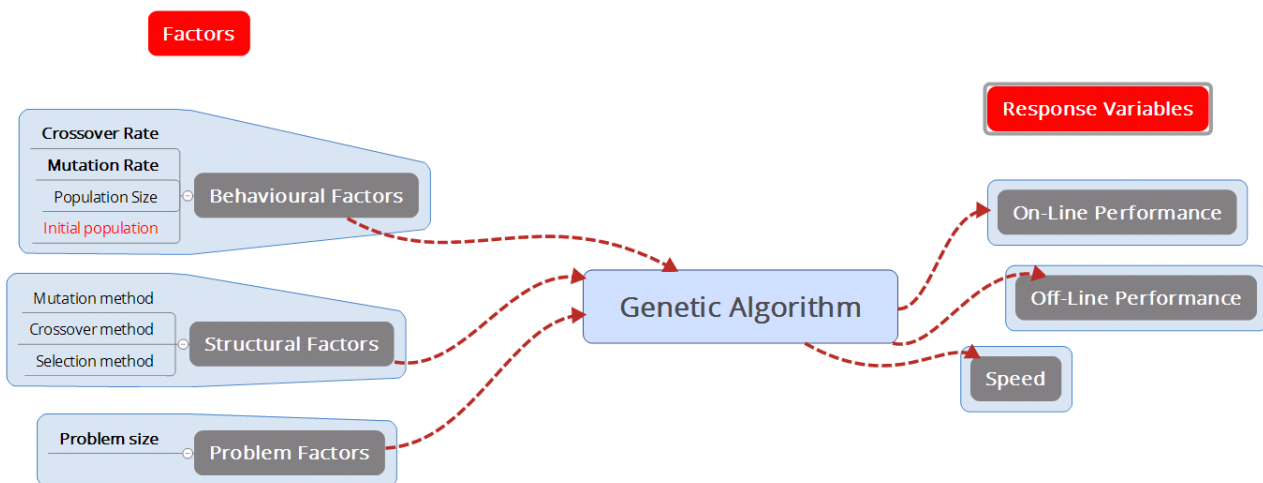 Factors
Response Variables
Crossover Rate
Mutation Rate
Population Size
Initial population
Behavioural Factors
Mutation method
Crossover method
Selection method
Structural Factors
Problem size
Problem Factors
Genetic Algorithm
On-Line Performance
Off-Line Performance
Speed